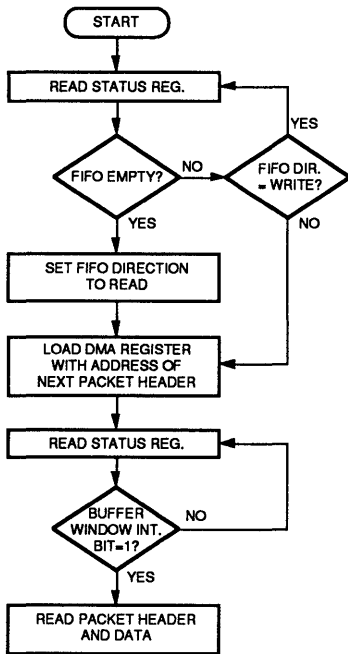 START
READ STATUS REG.
YES
FIFO EMPTY?
NO
FIFO DIR.
= WRITE?
YES
NO
SET FIFO DIRECTION
TO READ
LOAD DMA REGISTER
WITH ADDRESS OF
NEXT PACKET HEADER
READ STATUS REG.
BUFFER
WINDOW INT.
BIT=1?
NO
YES
READ PACKET HEADER
AND DATA